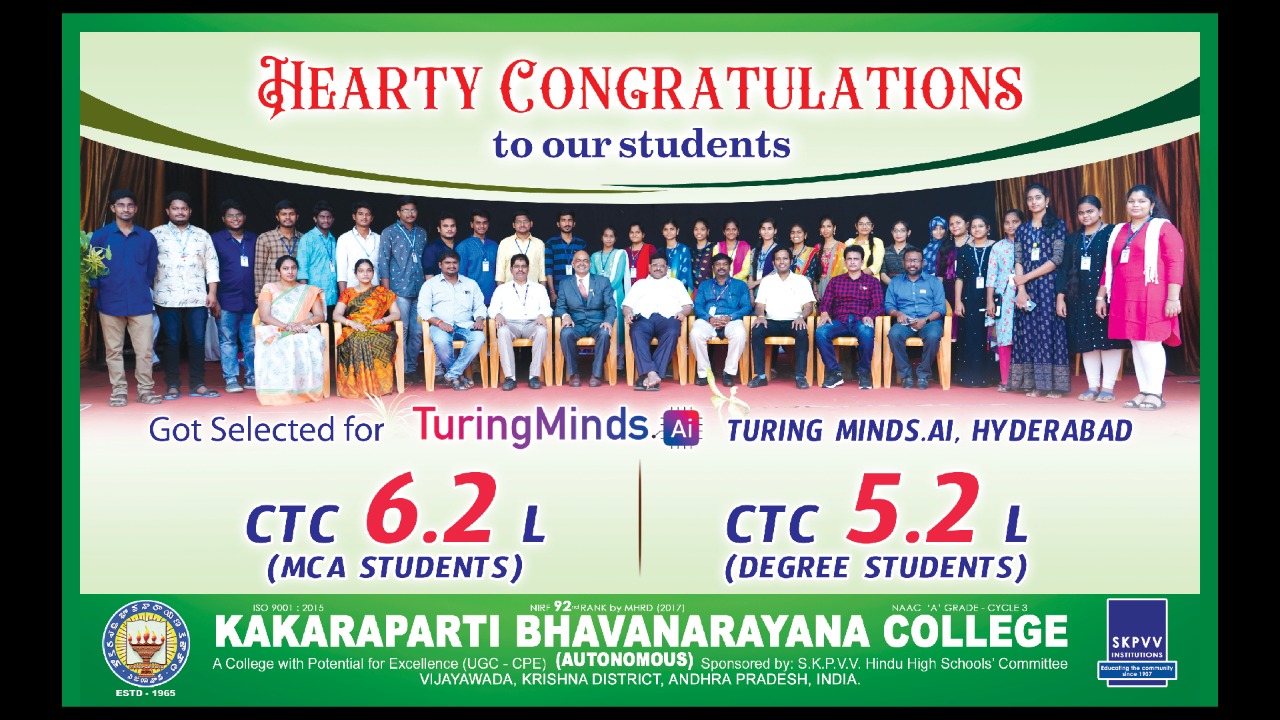 HEARTY CONGRATULATIONS
to our students
Got Selected for TuringMinds.Ai TURING MINDS.AI, HYDERABAD
CTC 6.2 L
(MCA STUDENTS)
CTC 5.2 L
(DEGREE STUDENTS)
ISO 9001 : 2015 NIRF 92nd RANK by MHRD (2017) NAAC 'A' GRADE - CYCLE 3
KAKARAPARTI BHAVANARAYANA COLLEGE
A College with Potential for Excellence (UGC - CPE) (AUTONOMOUS) Sponsored by: S.K.P.V.V. Hindu High Schools' Committee
VIJAYAWADA, KRISHNA DISTRICT, ANDHRA PRADESH, INDIA.
ESTD - 1965
SKPVV
INSTITUTIONS
Educating the community
since 1907